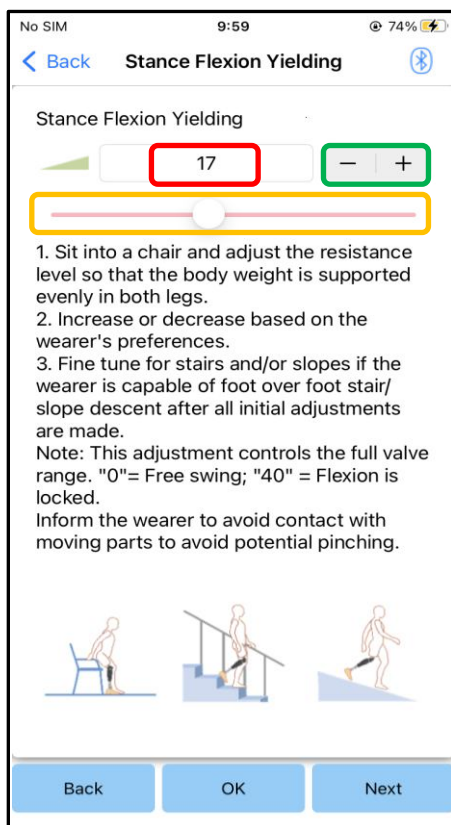 No SIM 9:59 74%
Back Stance Flexion Yielding
Stance Flexion Yielding
17 − +
1. Sit into a chair and adjust the resistance
level so that the body weight is supported
evenly in both legs.
2. Increase or decrease based on the
wearer's preferences.
3. Fine tune for stairs and/or slopes if the
wearer is capable of foot over foot stair/
slope descent after all initial adjustments
are made.
Note: This adjustment controls the full valve
range. "0"= Free swing; "40" = Flexion is
locked.
Inform the wearer to avoid contact with
moving parts to avoid potential pinching.
Back OK Next